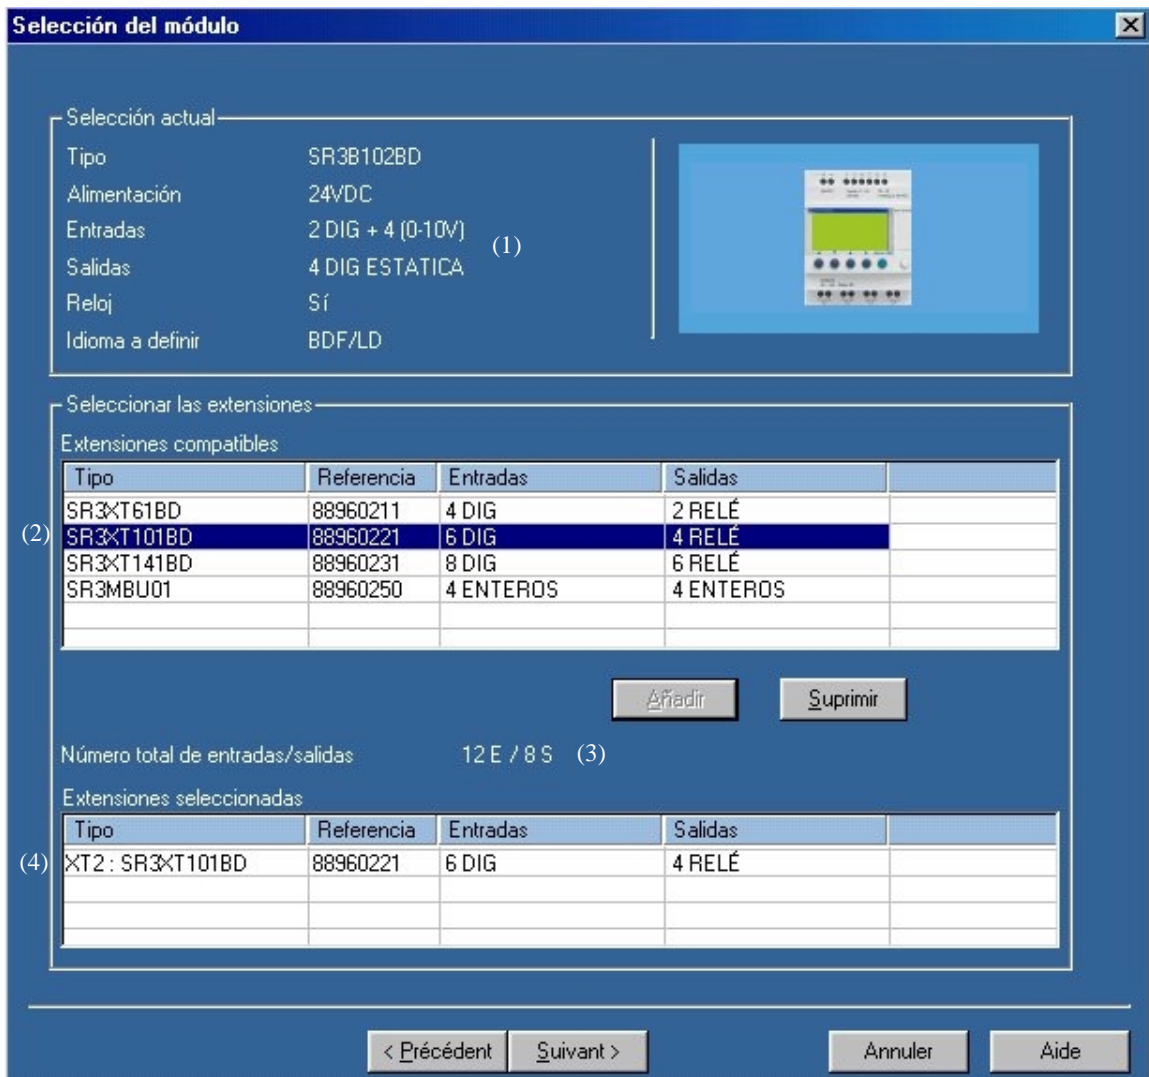 Selección del módulo
Selección actual
Tipo SR3B102BD
Alimentación 24VDC
Entradas 2 DIG + 4 (0-10V) (1)
Salidas 4 DIG ESTATICA
Reloj Sí
Idioma a definir BDF/LD
Seleccionar las extensiones
Extensiones compatibles
Tipo Referencia Entradas Salidas
SR3XT61BD 88960211 4 DIG 2 RELÉ
(2) SR3XT101BD 88960221 6 DIG 4 RELÉ
SR3XT141BD 88960231 8 DIG 6 RELÉ
SR3MBU01 88960250 4 ENTEROS 4 ENTEROS
Añadir Suprimir
Número total de entradas/salidas 12 E / 8 S (3)
Extensiones seleccionadas
Tipo Referencia Entradas Salidas
(4) XT2 : SR3XT101BD 88960221 6 DIG 4 RELÉ
< Précédent Suivant > Annuler Aide